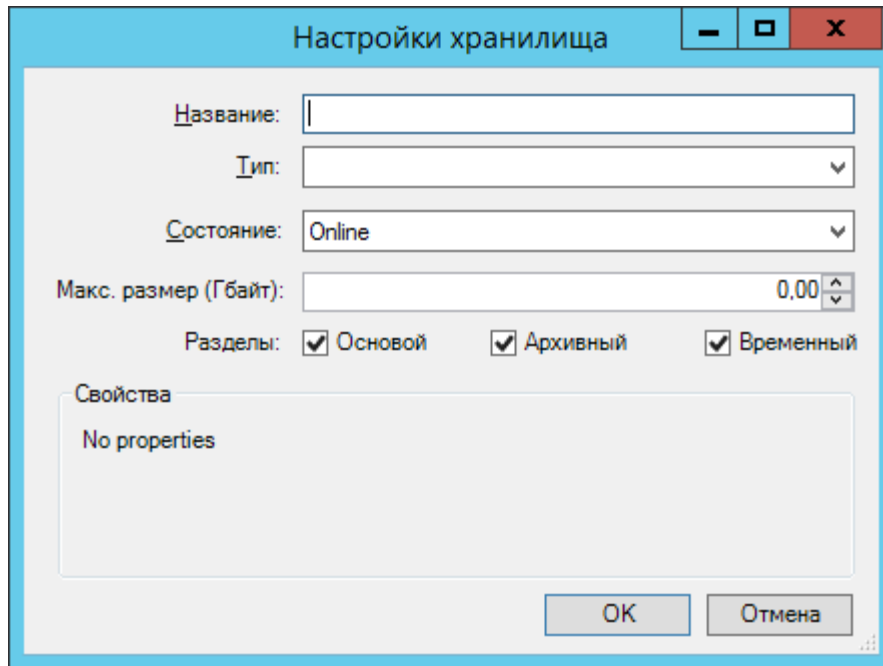 Настройки хранилища
Название:
Тип:
Состояние: Online
Макс. размер (Гбайт): 0,00
Разделы: Основой Архивный Временный
Свойства
No properties
OK Отмена